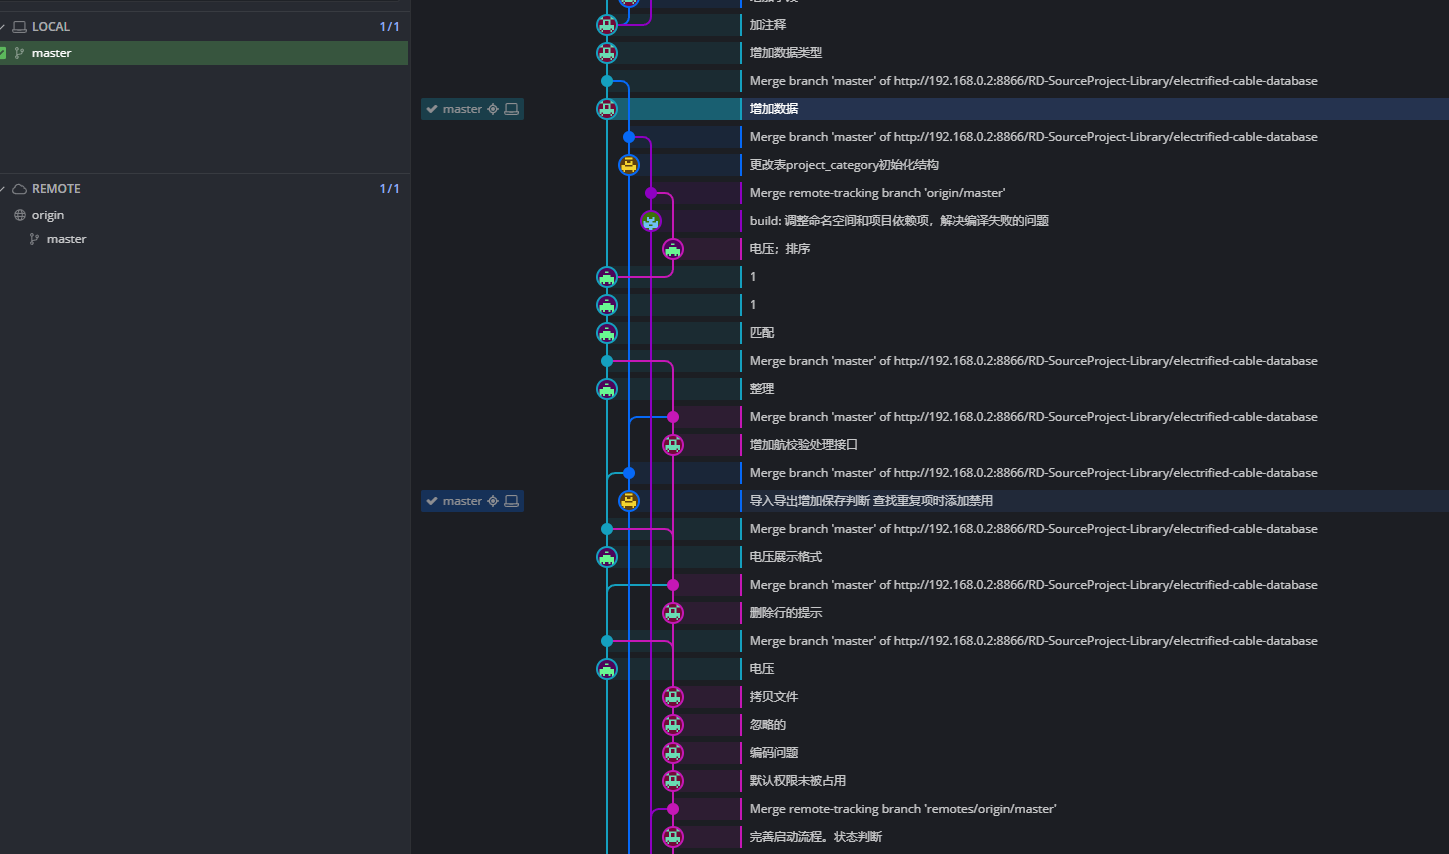 LOCAL 1/1
master
REMOTE 1/1
origin
master
加注释
增加数据类型
Merge branch 'master' of http://192.168.0.2:8866/RD-SourceProject-Library/electrified-cable-database
master 增加数据
Merge branch 'master' of http://192.168.0.2:8866/RD-SourceProject-Library/electrified-cable-database
更改表project_category初始化结构
Merge remote-tracking branch 'origin/master'
build: 调整命名空间和项目依赖项，解决编译失败的问题
电压；排序
1
1
匹配
Merge branch 'master' of http://192.168.0.2:8866/RD-SourceProject-Library/electrified-cable-database
整理
Merge branch 'master' of http://192.168.0.2:8866/RD-SourceProject-Library/electrified-cable-database
增加航校验处理接口
Merge branch 'master' of http://192.168.0.2:8866/RD-SourceProject-Library/electrified-cable-database
master 导入导出增加保存判断 查找重复项时添加禁用
Merge branch 'master' of http://192.168.0.2:8866/RD-SourceProject-Library/electrified-cable-database
电压展示格式
Merge branch 'master' of http://192.168.0.2:8866/RD-SourceProject-Library/electrified-cable-database
删除行的提示
Merge branch 'master' of http://192.168.0.2:8866/RD-SourceProject-Library/electrified-cable-database
电压
拷贝文件
忽略的
编码问题
默认权限未被占用
Merge remote-tracking branch 'remotes/origin/master'
完善启动流程。状态判断